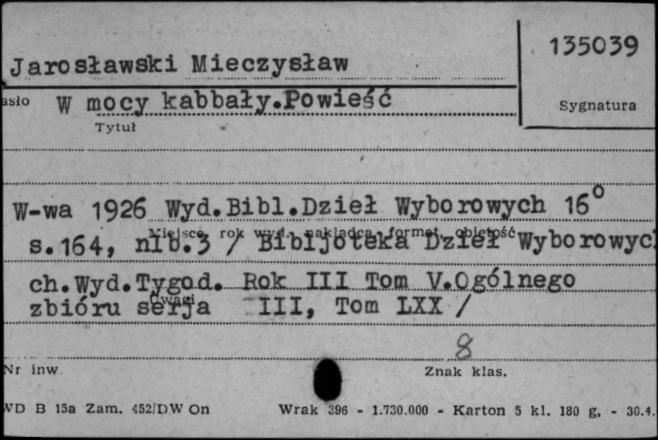 135039
Jarosławski Mieczysław
asło W mocy kabbały.Powieść
Sygnatura
Tytuł
W-wa 1926 Wyd.Bibl.Dzieł Wyborowych 16°
Miejsce, rok wyd., nakładca, format, objętość
s.164, nlb.3 / Bibljoteka Dzieł Wyborowyc
ch.Wyd.Tygod. Rok III Tom V.Ogólnego
Uwagi
zbióru serja III, Tom LXX /
8
Nr inw.
Znak klas.
WD B 15a Zam. 452/DW On Wrak 396 - 1.730.000 - Karton 5 kl. 180 g. - 30.4.